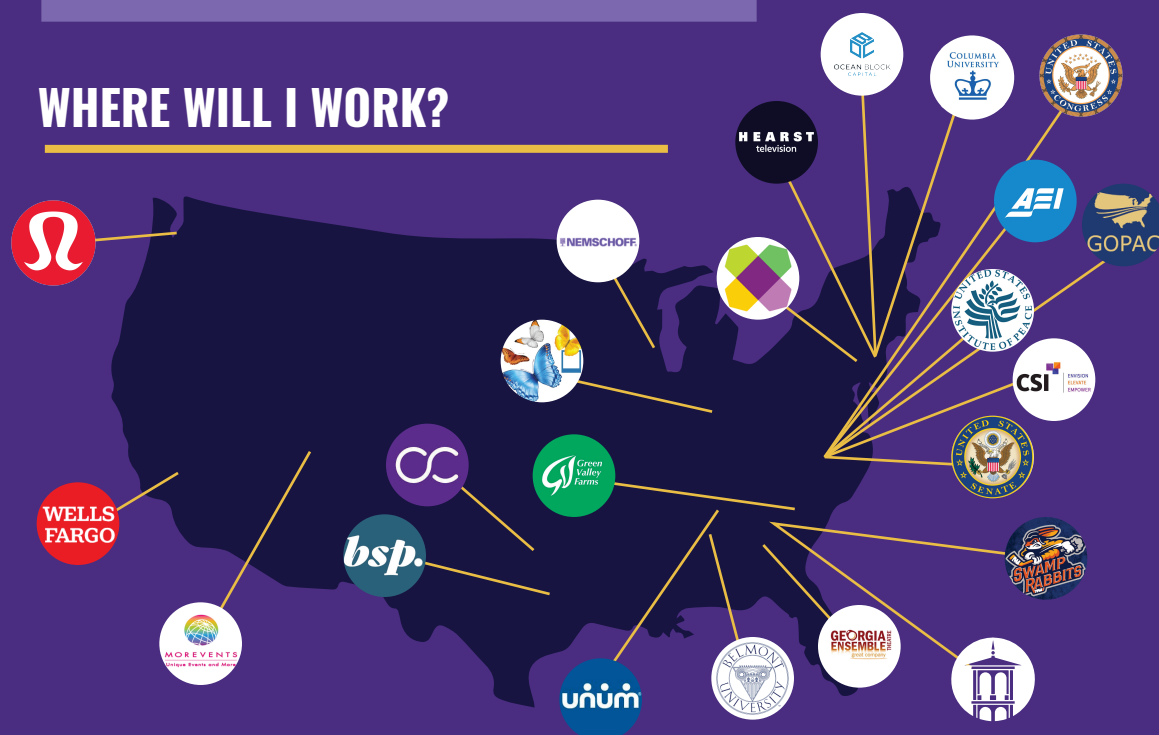 WHERE WILL I WORK?
OCEAN BLOCK
CAPITAL
COLUMBIA
UNIVERSITY
UNITED STATES
CONGRESS
HEARST
television
AEI
GOPAC
NEMSCHOFF
UNITED STATES
INSTITUTE OF PEACE
CSI
ENVISION
ELEVATE
EMPOWER
UNITED STATES
SENATE
Green
Valley
Farms
WELLS
FARGO
bsp.
SWAMP
RABBITS
MOREVENTS
Unique Events and More
GEORGIA
ENSEMBLE
THEATRE
great company
BELMONT
UNIVERSITY
unum